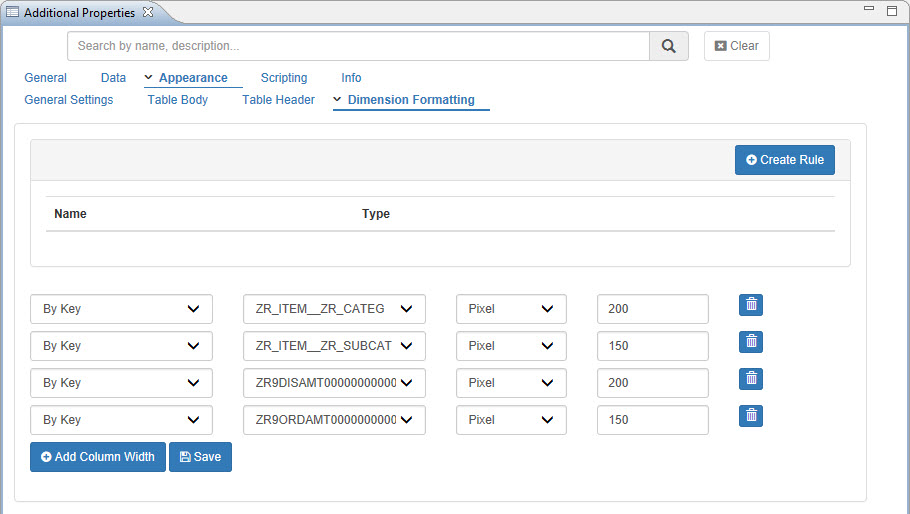 Additional Properties
Search by name, description...
Clear
General Data Appearance Scripting Info
General Settings Table Body Table Header Dimension Formatting
Create Rule
Name Type
By Key ZR_ITEM__ZR_CATEG Pixel 200
By Key ZR_ITEM__ZR_SUBCAT Pixel 150
By Key ZR9DISAMT00000000000 Pixel 200
By Key ZR9ORDAMT0000000000 Pixel 150
Add Column Width Save